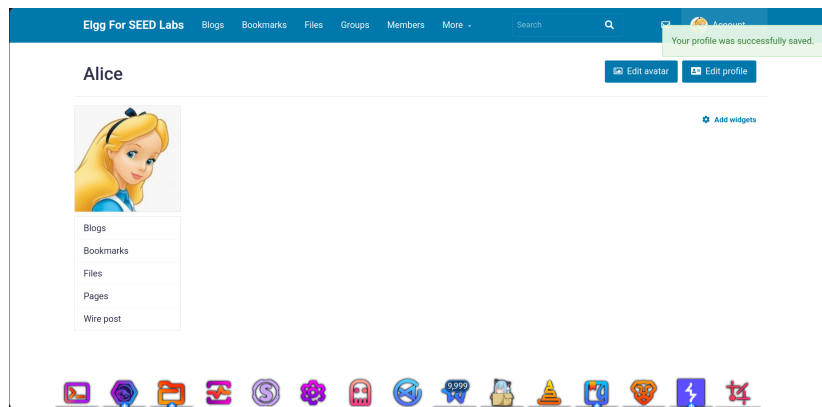 Elgg For SEED Labs Blogs Bookmarks Files Groups Members More Search Account
Your profile was successfully saved.
Alice
Edit avatar Edit profile
Add widgets
Blogs
Bookmarks
Files
Pages
Wire post
9,999